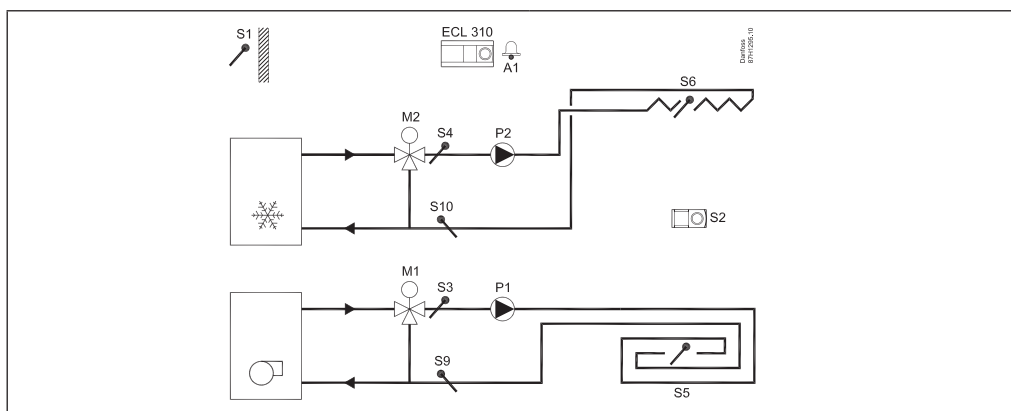 S1
ECL 310
A1
Danfoss
87H1295.10
S6
M2
S4
P2
S10
S2
M1
S3
P1
S9
S5